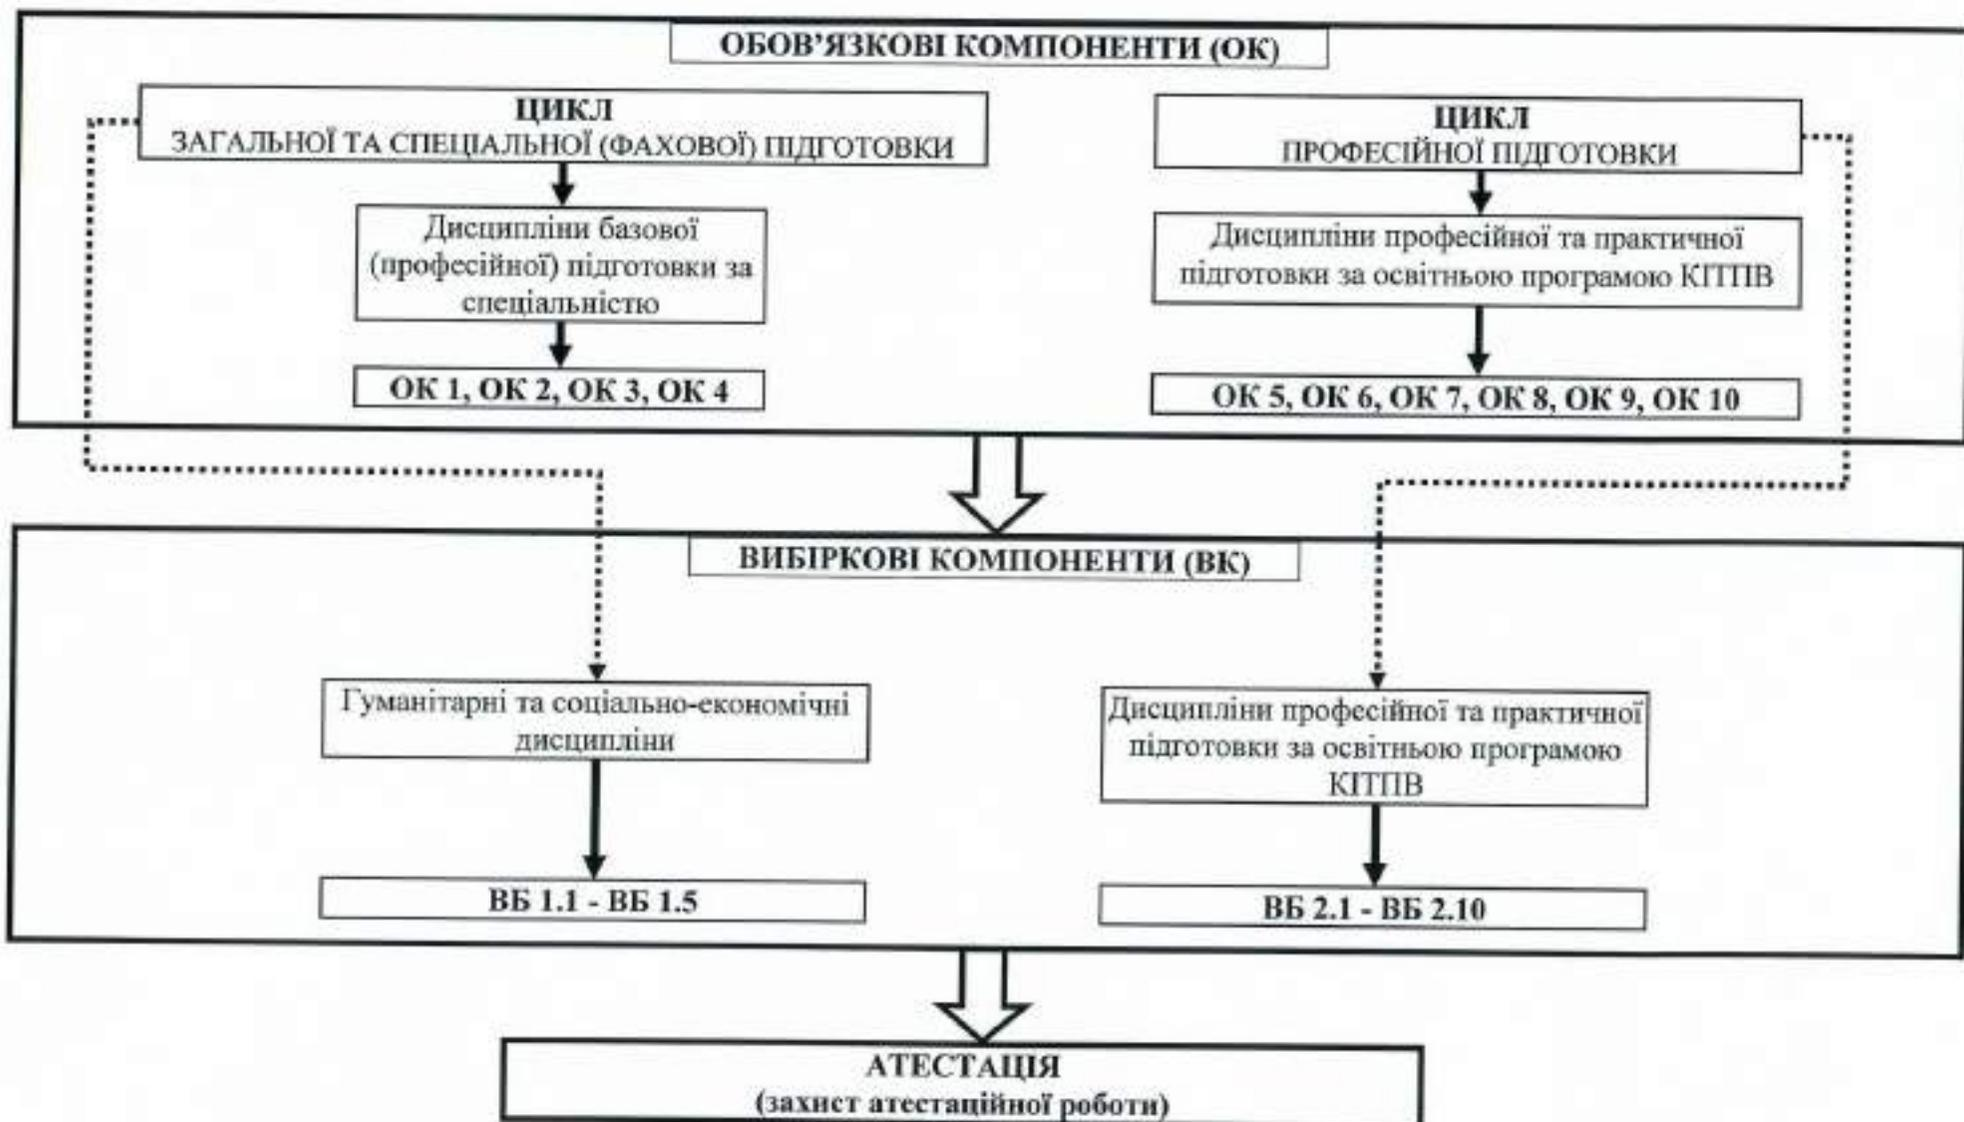 ОБОВ’ЯЗКОВІ КОМПОНЕНТИ (ОК)
ЦИКЛ
ЗАГАЛЬНОЇ ТА СПЕЦІАЛЬНОЇ (ФАХОВОЇ) ПІДГОТОВКИ
Дисципліни базової
(професійної) підготовки за
спеціальністю
ОК 1, ОК 2, ОК 3, ОК 4
ЦИКЛ
ПРОФЕСІЙНОЇ ПІДГОТОВКИ
Дисципліни професійної та практичної
підготовки за освітньою програмою КІТПВ
ОК 5, ОК 6, ОК 7, ОК 8, ОК 9, ОК 10
ВИБІРКОВІ КОМПОНЕНТИ (ВК)
Гуманітарні та соціально-економічні
дисципліни
ВБ 1.1 - ВБ 1.5
Дисципліни професійної та практичної
підготовки за освітньою програмою
КІТПВ
ВБ 2.1 - ВБ 2.10
АТЕСТАЦІЯ
(захист атестаційної роботи)